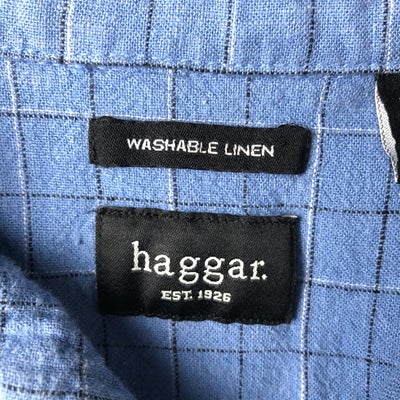 WASHABLE LINEN
haggar.
EST. 1926